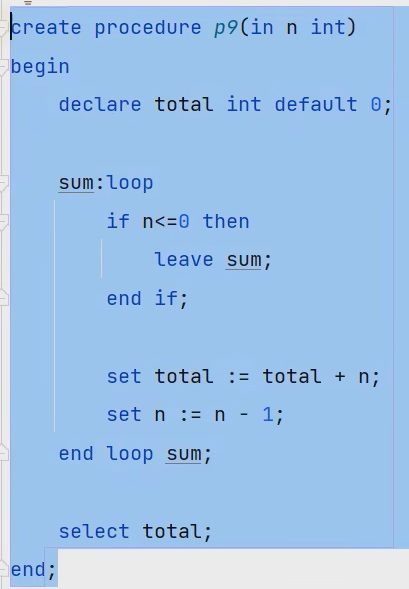 create procedure p9(in n int)
begin
    declare total int default 0;

    sum:loop
        if n<=0 then
            leave sum;
        end if;

        set total := total + n;
        set n := n - 1;
    end loop sum;

    select total;
end;